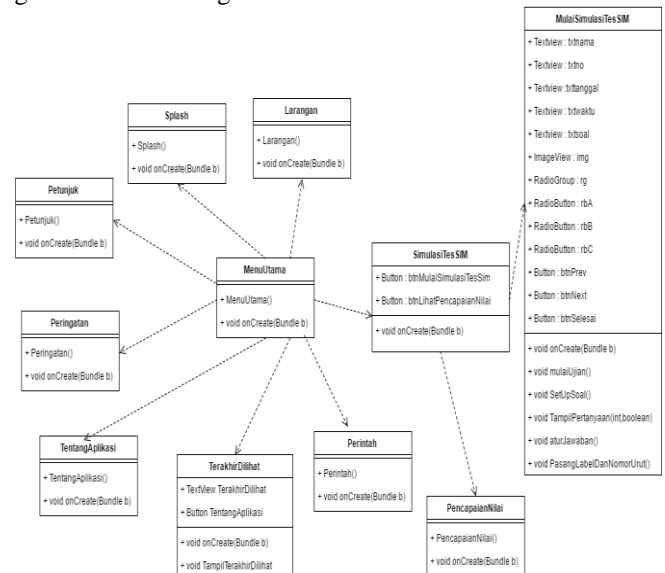 MulaiSimulasiTesSIM
+ Textview : txtnama
+ Textview : txtno
+ Textview :txttanggal
+ Textview : txtwaktu
+ Textview : txtsoal
+ ImageView : img
+ RadioGroup : rg
+ RadioButton : rbA
+ RadioButton : rbB
+ RadioButton : rbC
+ Button : btnPrev
+ Button : btnNext
+ Button : btnSelesai
+ void onCreate(Bundle b)
+ void mulaiUjian()
+ void SetUpSoal()
+ void TampilPertanyaan(int,boolean)
+ void aturJawaban()
+ void PasangLabelDanNomorUrut()
Splash
+ Splash()
+ void onCreate(Bundle b)
Larangan
+ Larangan()
+ void onCreate(Bundle b)
Petunjuk
+ Petunjuk()
+ void onCreate(Bundle b)
MenuUtama
+ MenuUtama()
+ void onCreate(Bundle b)
SimulasiTesSIM
+ Button : btnMulaiSimulasiTesSim
+ Button : btnLihatPencapaianNilai
+ void onCreate(Bundle b)
Peringatan
+ Peringatan()
+ void onCreate(Bundle b)
TentangAplikasi
+ TentangAplikasi()
+ void onCreate(Bundle b)
TerakhirDilihat
+ TextView TerakhirDilihat
+ Button TentangAplikasi
+ void onCreate(Bundle b)
+ void TampilTerakhirDilihat
Perintah
+ Perintah()
+ void onCreate(Bundle b)
PencapaianNilai
+ PencapaianNilai()
+ void onCreate(Bundle b)